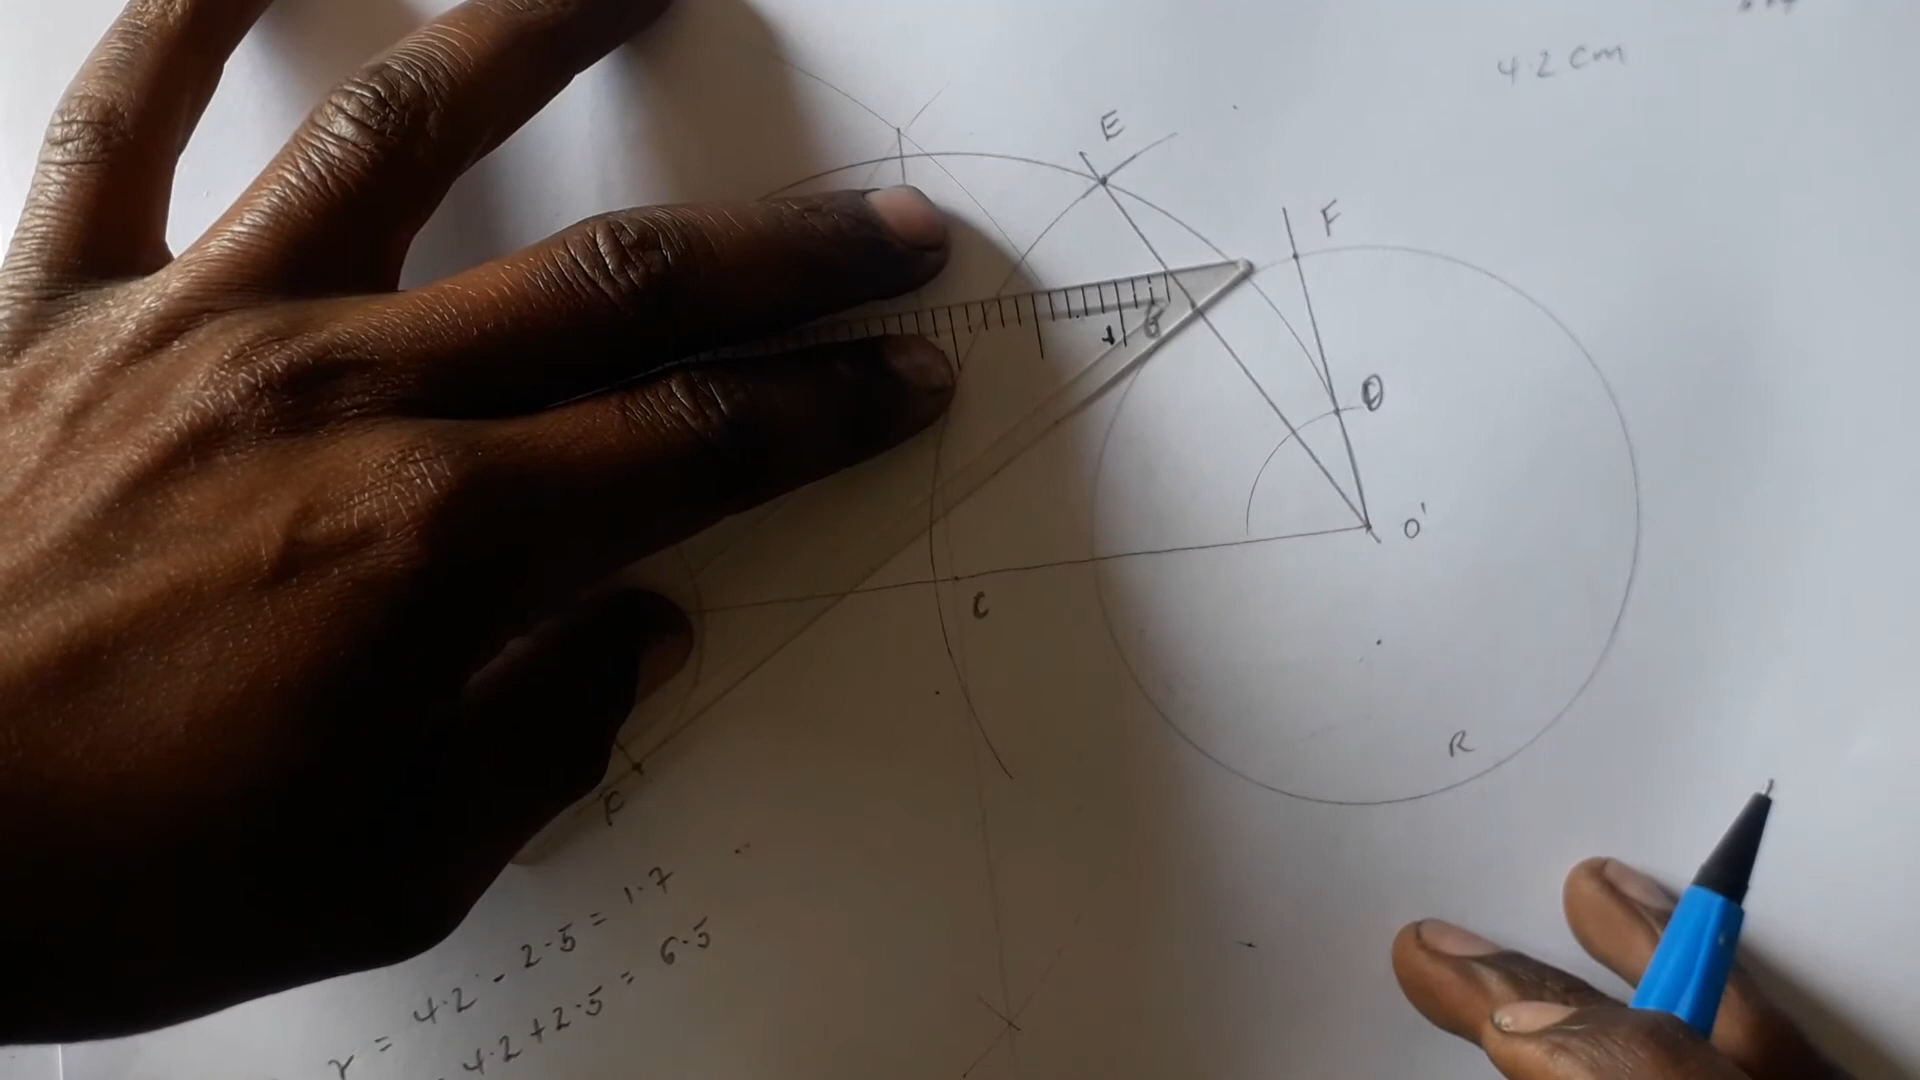 4.2 cm
E
F
D
G
O'
C
R
F
r = 4.2 - 2.5 = 1.7
4.2 + 2.5 = 6.5